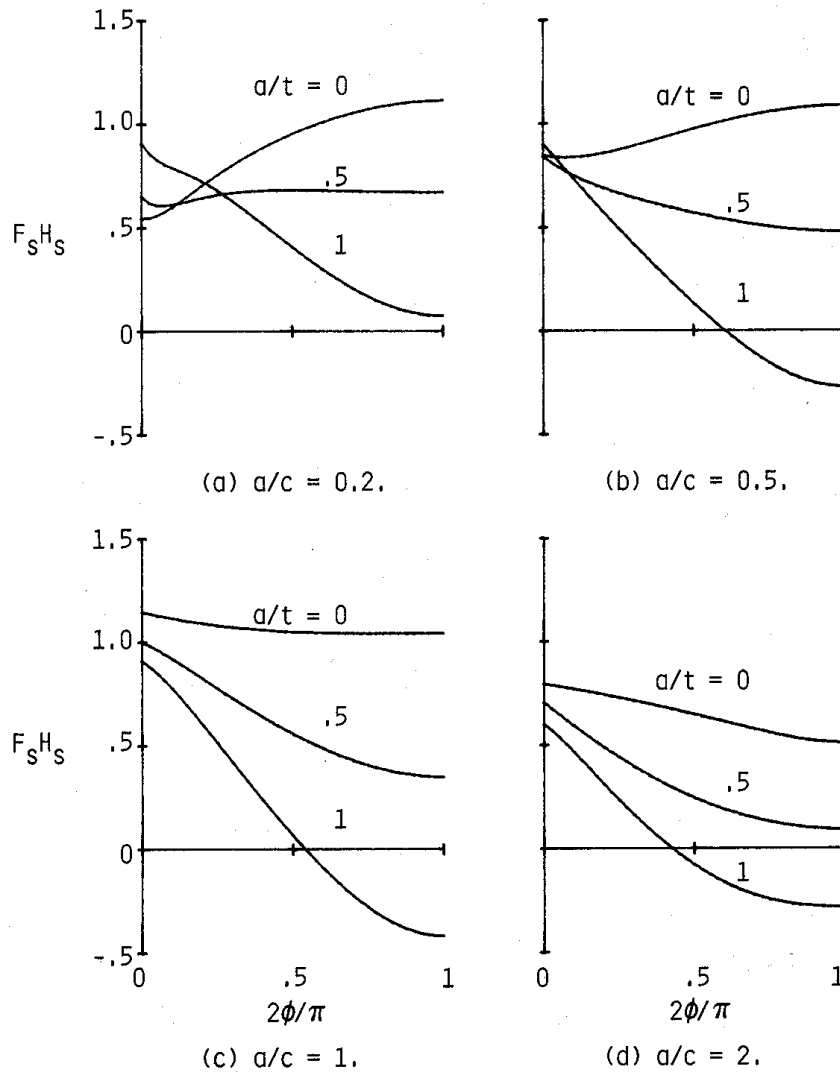 1.5
1.0
.5
0
-.5
F_sH_s
a/t = 0
.5
1
(a) a/c = 0.2.
a/t = 0
.5
1
(b) a/c = 0.5.
1.5
1.0
.5
0
-.5
F_sH_s
a/t = 0
.5
1
0
.5
1
2ϕ/π
(c) a/c = 1.
a/t = 0
.5
1
0
.5
1
2ϕ/π
(d) a/c = 2.